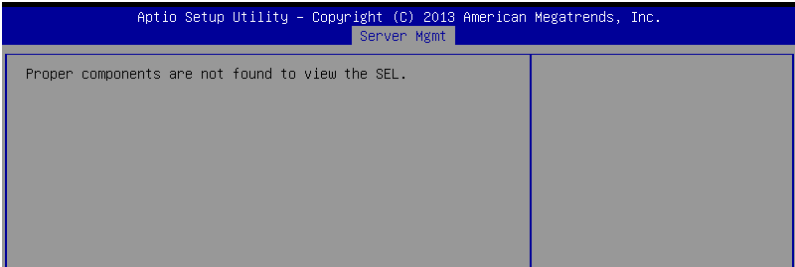 Aptio Setup Utility – Copyright (C) 2013 American Megatrends, Inc.
Server Mgmt
Proper components are not found to view the SEL.